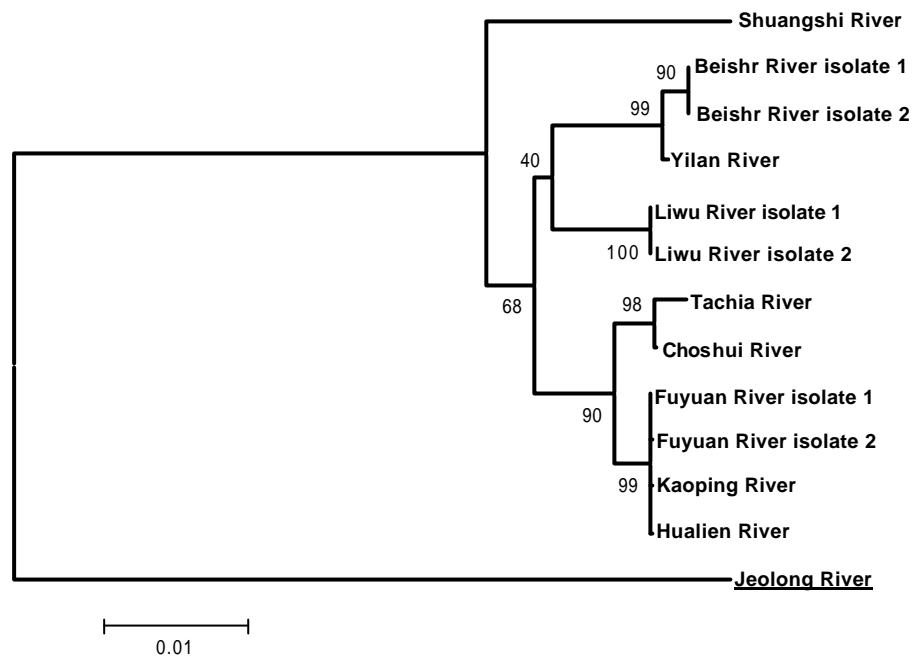 Shuangshi River
90
Beishr River isolate 1
99
Beishr River isolate 2
40
Yilan River
Liwu River isolate 1
100
Liwu River isolate 2
98
Tachia River
68
Choshui River
Fuyuan River isolate 1
90
Fuyuan River isolate 2
99
Kaoping River
Hualien River
Jeolong River
0.01